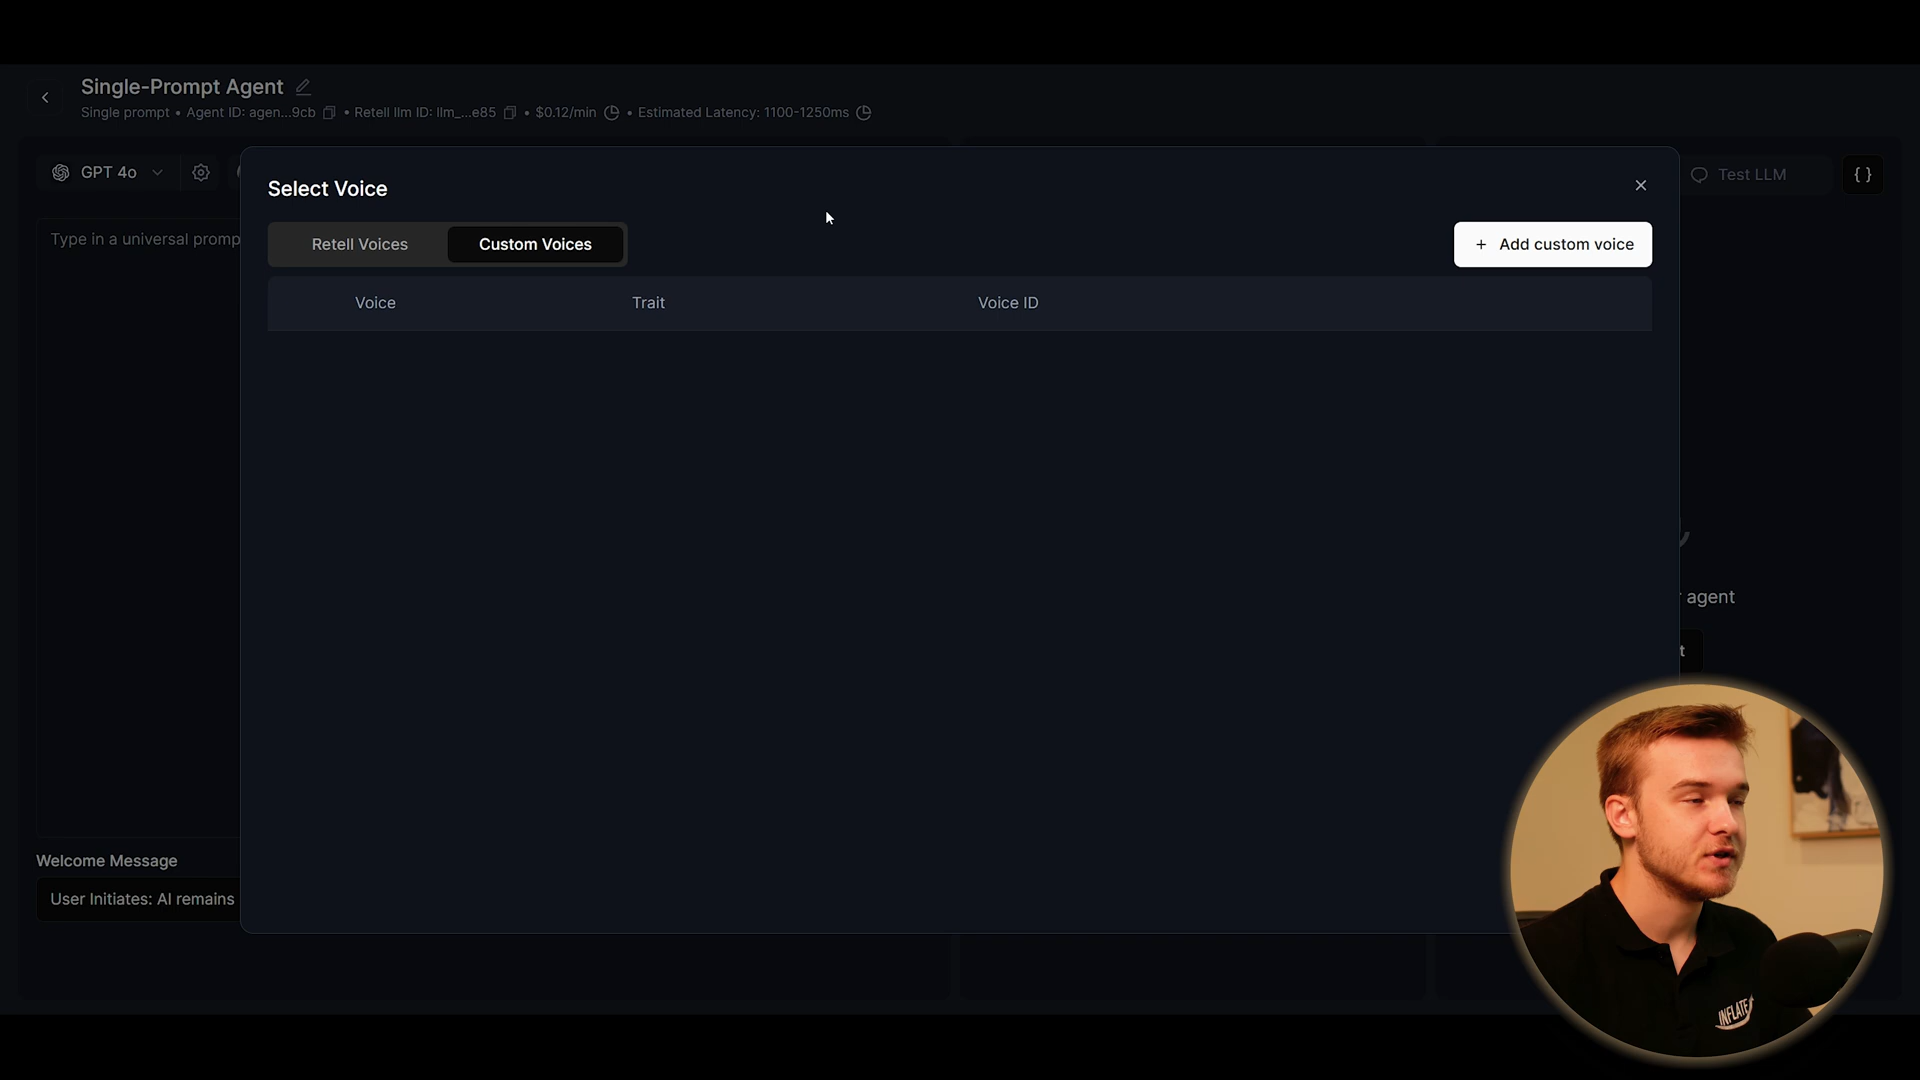 Single-Prompt Agent
Single prompt • Agent ID: agen...9cb • Retell llm ID: llm_...e85 • $0.12/min • Estimated Latency: 1100-1250ms
GPT 4o
Test LLM
{ }
Select Voice
Retell Voices
Custom Voices
+ Add custom voice
Voice
Trait
Voice ID
Type in a universal promp
agent
t
Welcome Message
User Initiates: AI remains
INFLATE